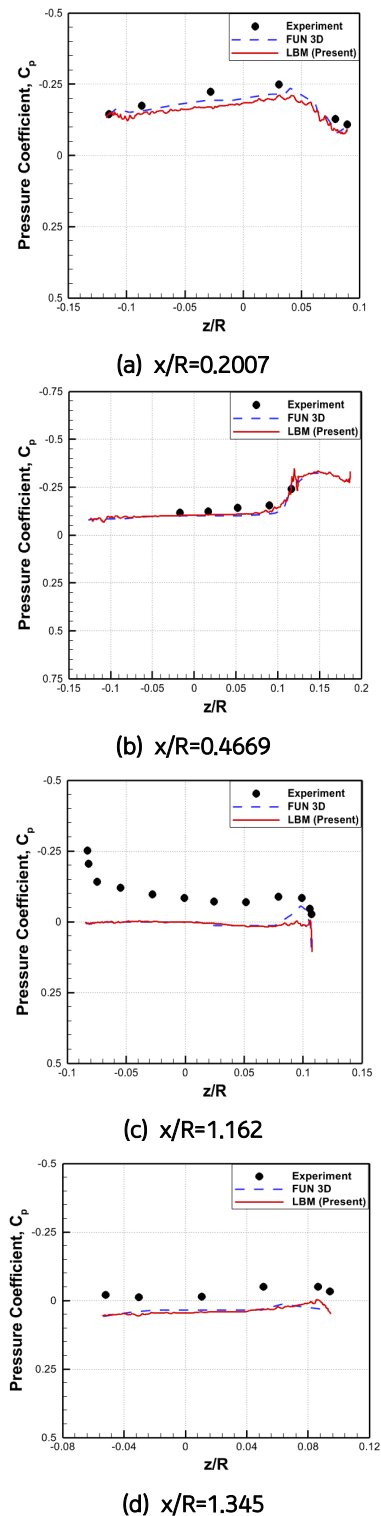 -0.5
Experiment
FUN 3D
LBM (Present)
-0.25
0
0.25
0.5
Pressure Coefficient, Cp
-0.15 -0.1 -0.05 0 0.05 0.1
z/R
(a) x/R=0.2007
-0.75
Experiment
FUN 3D
LBM (Present)
-0.5
-0.25
0
0.25
0.5
0.75
Pressure Coefficient, Cp
-0.15 -0.1 -0.05 0 0.05 0.1 0.15 0.2
z/R
(b) x/R=0.4669
-0.5
Experiment
FUN 3D
LBM (Present)
-0.25
0
0.25
0.5
Pressure Coefficient, Cp
-0.1 -0.05 0 0.05 0.1 0.15
z/R
(c) x/R=1.162
-0.5
Experiment
FUN 3D
LBM (Present)
-0.25
0
0.25
0.5
Pressure Coefficient, Cp
-0.08 -0.04 0 0.04 0.08 0.12
z/R
(d) x/R=1.345